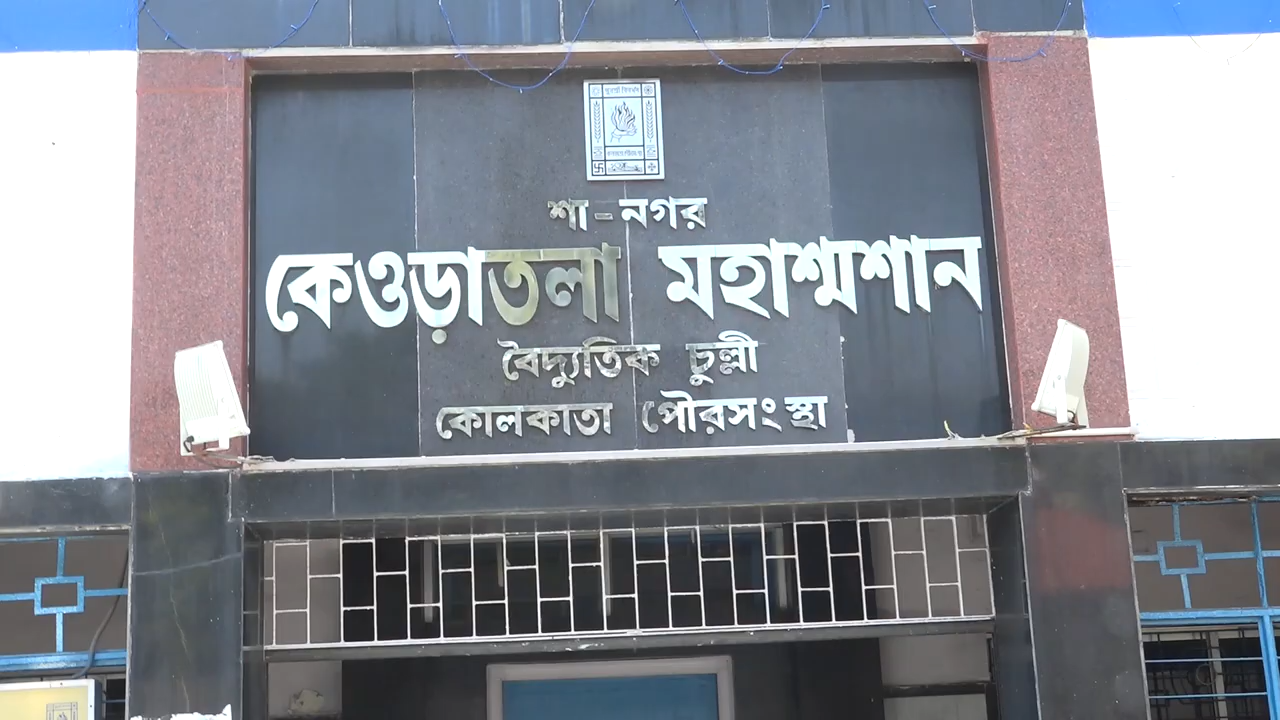 শা-নগর
কেওড়াতলা মহাশ্মশান
বৈদ্যুতিক চুল্লী
কোলকাতা পৌরসংস্থা